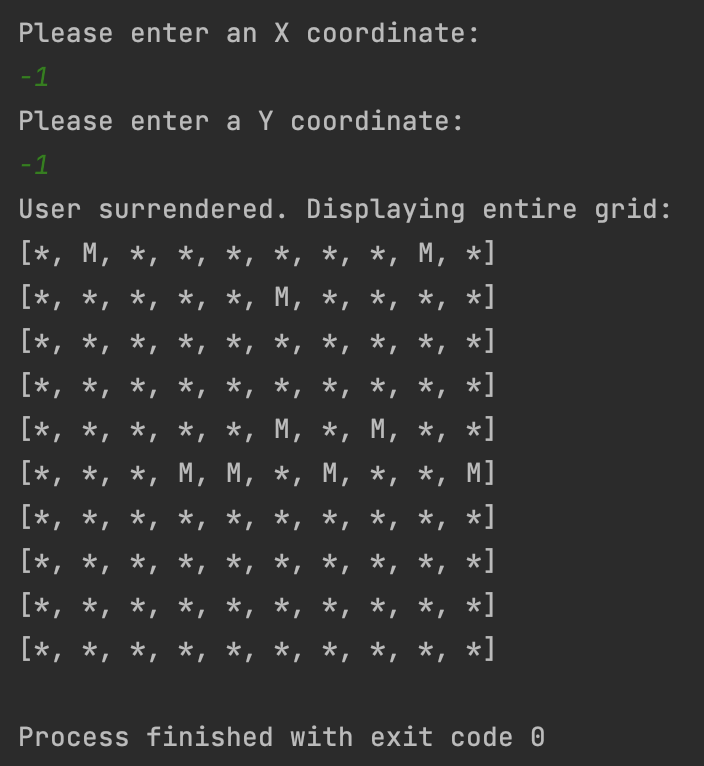 Please enter an X coordinate:
-1
Please enter a Y coordinate:
-1
User surrendered. Displaying entire grid:
[*, M, *, *, *, *, *, *, M, *]
[*, *, *, *, *, M, *, *, *, *]
[*, *, *, *, *, *, *, *, *, *]
[*, *, *, *, *, *, *, *, *, *]
[*, *, *, *, *, M, *, M, *, *]
[*, *, *, M, M, *, M, *, *, M]
[*, *, *, *, *, *, *, *, *, *]
[*, *, *, *, *, *, *, *, *, *]
[*, *, *, *, *, *, *, *, *, *]
[*, *, *, *, *, *, *, *, *, *]
Process finished with exit code 0